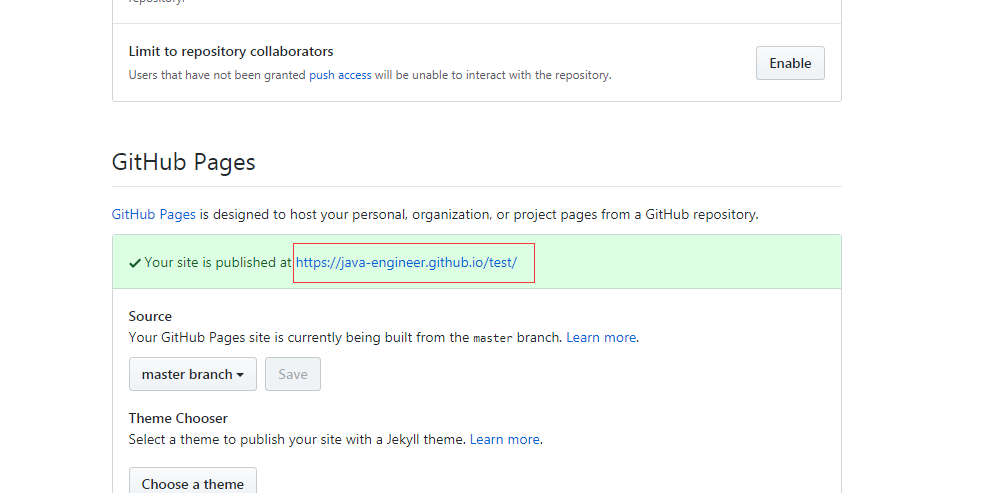 repository.
Limit to repository collaborators
Users that have not been granted push access will be unable to interact with the repository.
Enable
GitHub Pages
GitHub Pages is designed to host your personal, organization, or project pages from a GitHub repository.
Your site is published at https://java-engineer.github.io/test/
Source
Your GitHub Pages site is currently being built from the master branch. Learn more.
master branch
Save
Theme Chooser
Select a theme to publish your site with a Jekyll theme. Learn more.
Choose a theme